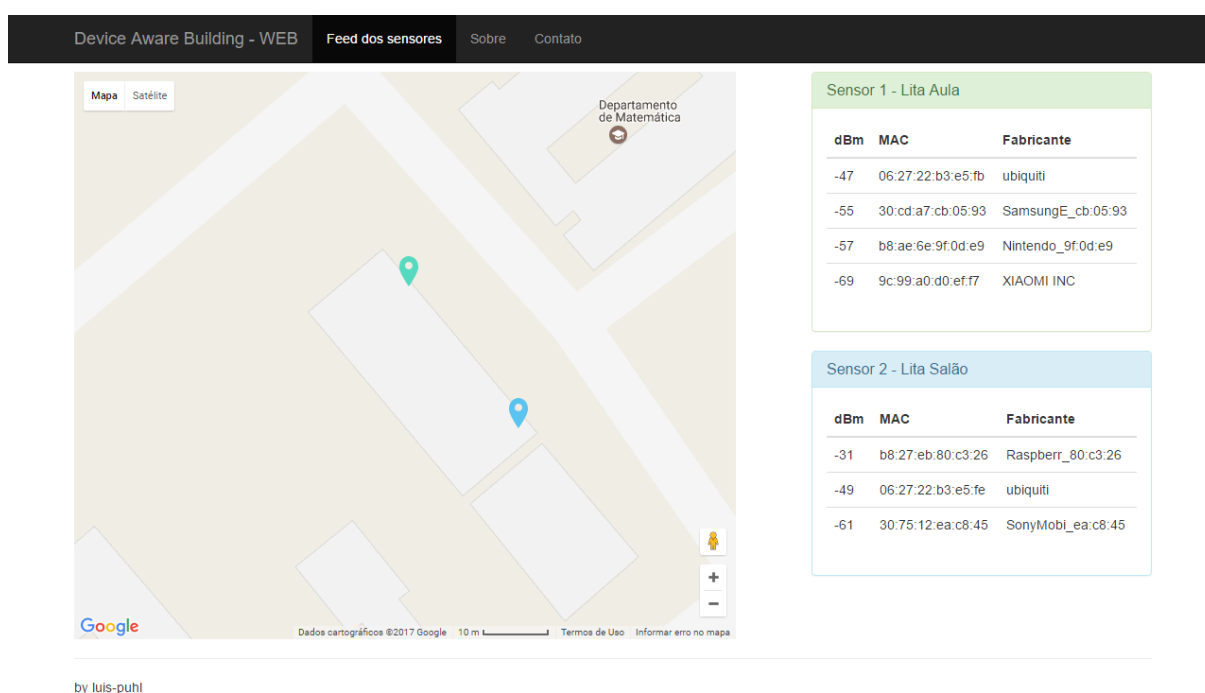 Device Aware Building - WEB Feed dos sensores Sobre Contato
Mapa Satélite
Departamento
de Matemática
Google
Dados cartográficos ©2017 Google 10 m Termos de Uso Informar erro no mapa
Sensor 1 - Lita Aula
dBm MAC Fabricante
-47 06:27:22:b3:e5:fb ubiquiti
-55 30:cd:a7:cb:05:93 SamsungE_cb:05:93
-57 b8:ae:6e:9f:0d:e9 Nintendo_9f:0d:e9
-69 9c:99:a0:d0:ef:f7 XIAOMI INC
Sensor 2 - Lita Salão
dBm MAC Fabricante
-31 b8:27:eb:80:c3:26 Raspberr_80:c3:26
-49 06:27:22:b3:e5:fe ubiquiti
-61 30:75:12:ea:c8:45 SonyMobi_ea:c8:45
by luis-puhl